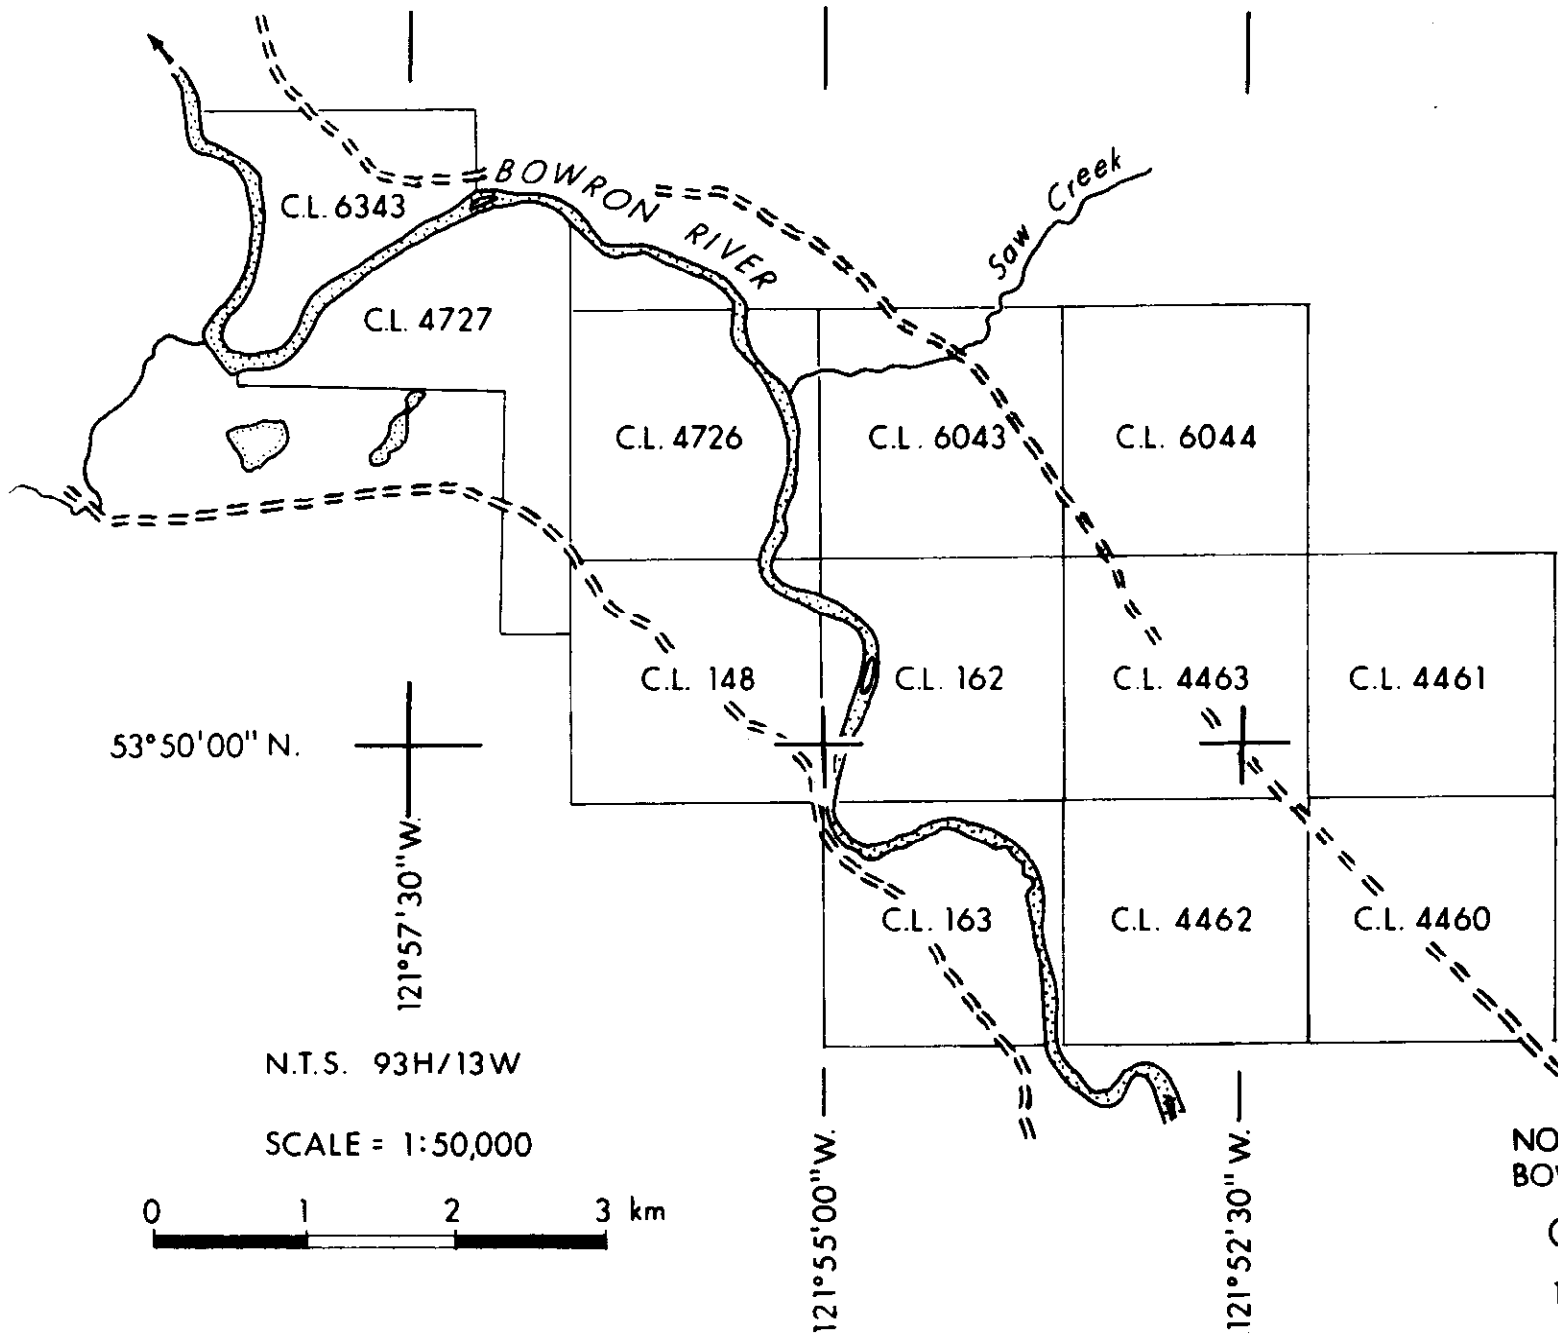 BOWRON
RIVER
Saw Creek
C.L. 6343
C.L. 4727
C.L. 4726
C.L. 6043
C.L. 6044
C.L. 148
C.L. 162
C.L. 4463
C.L. 4461
53°50'00" N.
C.L. 163
C.L. 4462
C.L. 4460
121°57'30" W.
121°55'00" W.
121°52'30" W.
N.T.S. 93H/13W
SCALE = 1:50,000
0 1 2 3 km
NO
BO